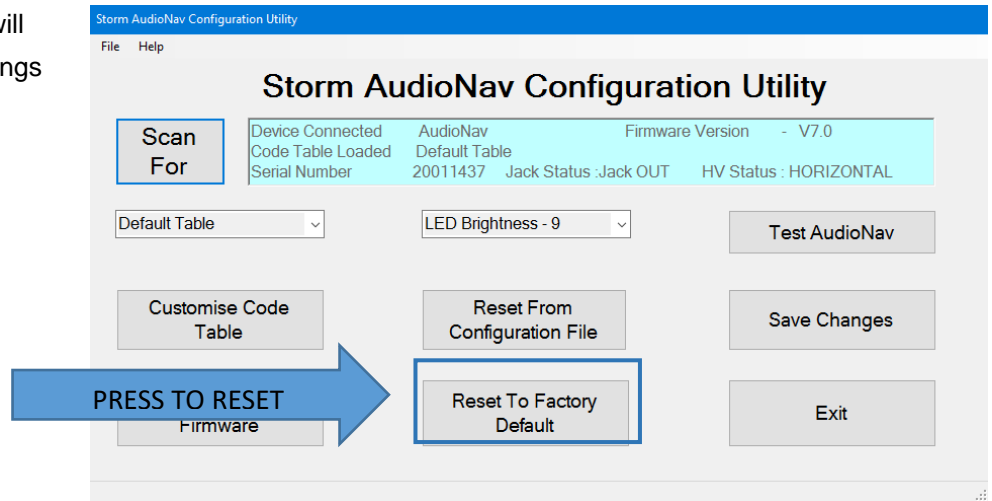 Storm AudioNav Configuration Utility
File Help
ngs
Storm AudioNav Configuration Utility
Scan
For
Device Connected AudioNav Firmware Version - V7.0
Code Table Loaded Default Table
Serial Number 20011437 Jack Status :Jack OUT HV Status : HORIZONTAL
Default Table
LED Brightness - 9
Test AudioNav
Customise Code
Table
Reset From
Configuration File
Save Changes
PRESS TO RESET
Firmware
Reset To Factory
Default
Exit